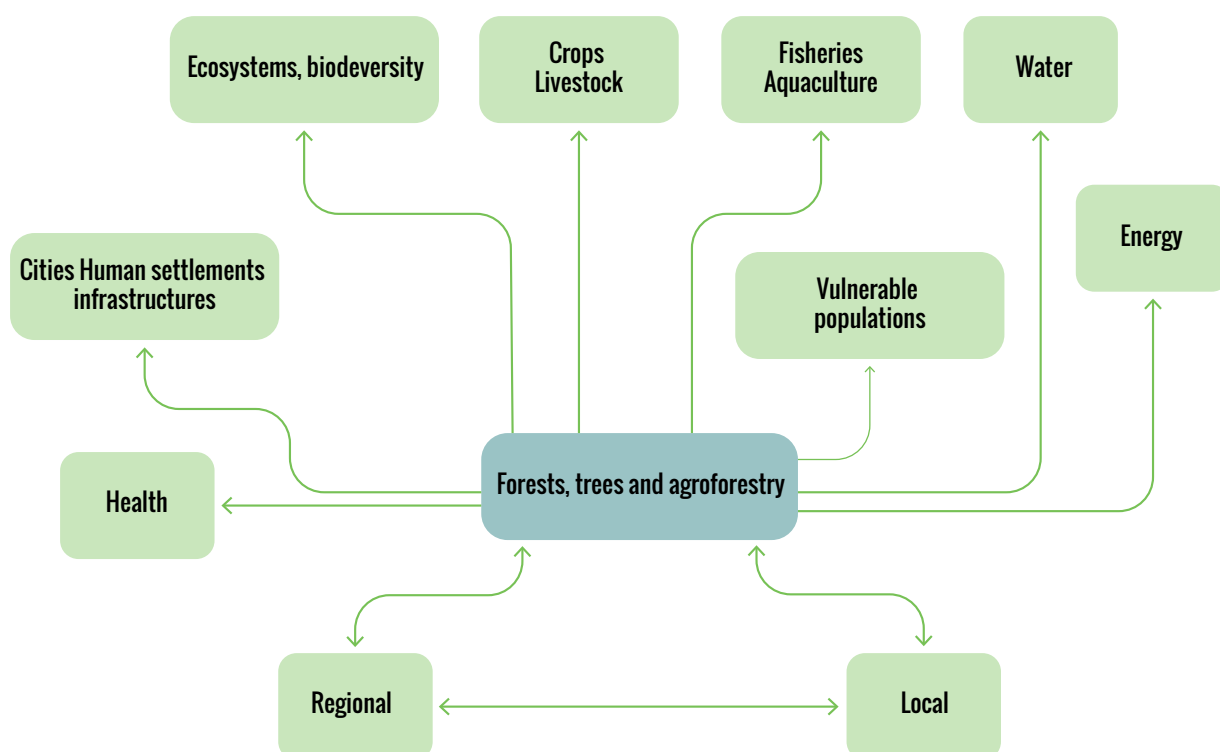 Ecosystems, biodeversity
Crops
Livestock
Fisheries
Aquaculture
Water
Energy
Cities Human settlements
infrastructures
Vulnerable
populations
Forests, trees and agroforestry
Health
Regional
Local